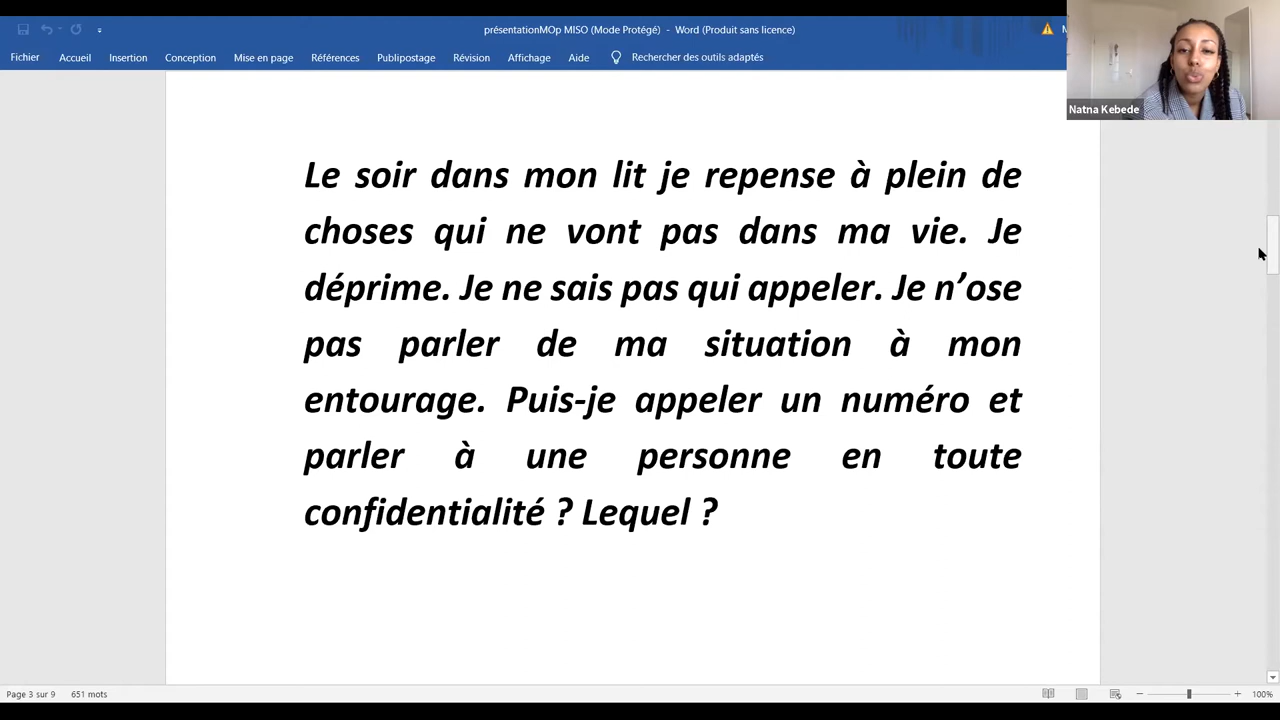 présentationMOp MISO (Mode Protégé) - Word (Produit sans licence)
Fichier Accueil Insertion Conception Mise en page Références Publipostage Révision Affichage Aide Rechercher des outils adaptés
Natna Kebede
Le soir dans mon lit je repense à plein de
choses qui ne vont pas dans ma vie. Je
déprime. Je ne sais pas qui appeler. Je n’ose
pas parler de ma situation à mon
entourage. Puis-je appeler un numéro et
parler à une personne en toute
confidentialité ? Lequel ?
Page 3 sur 9 651 mots 100%